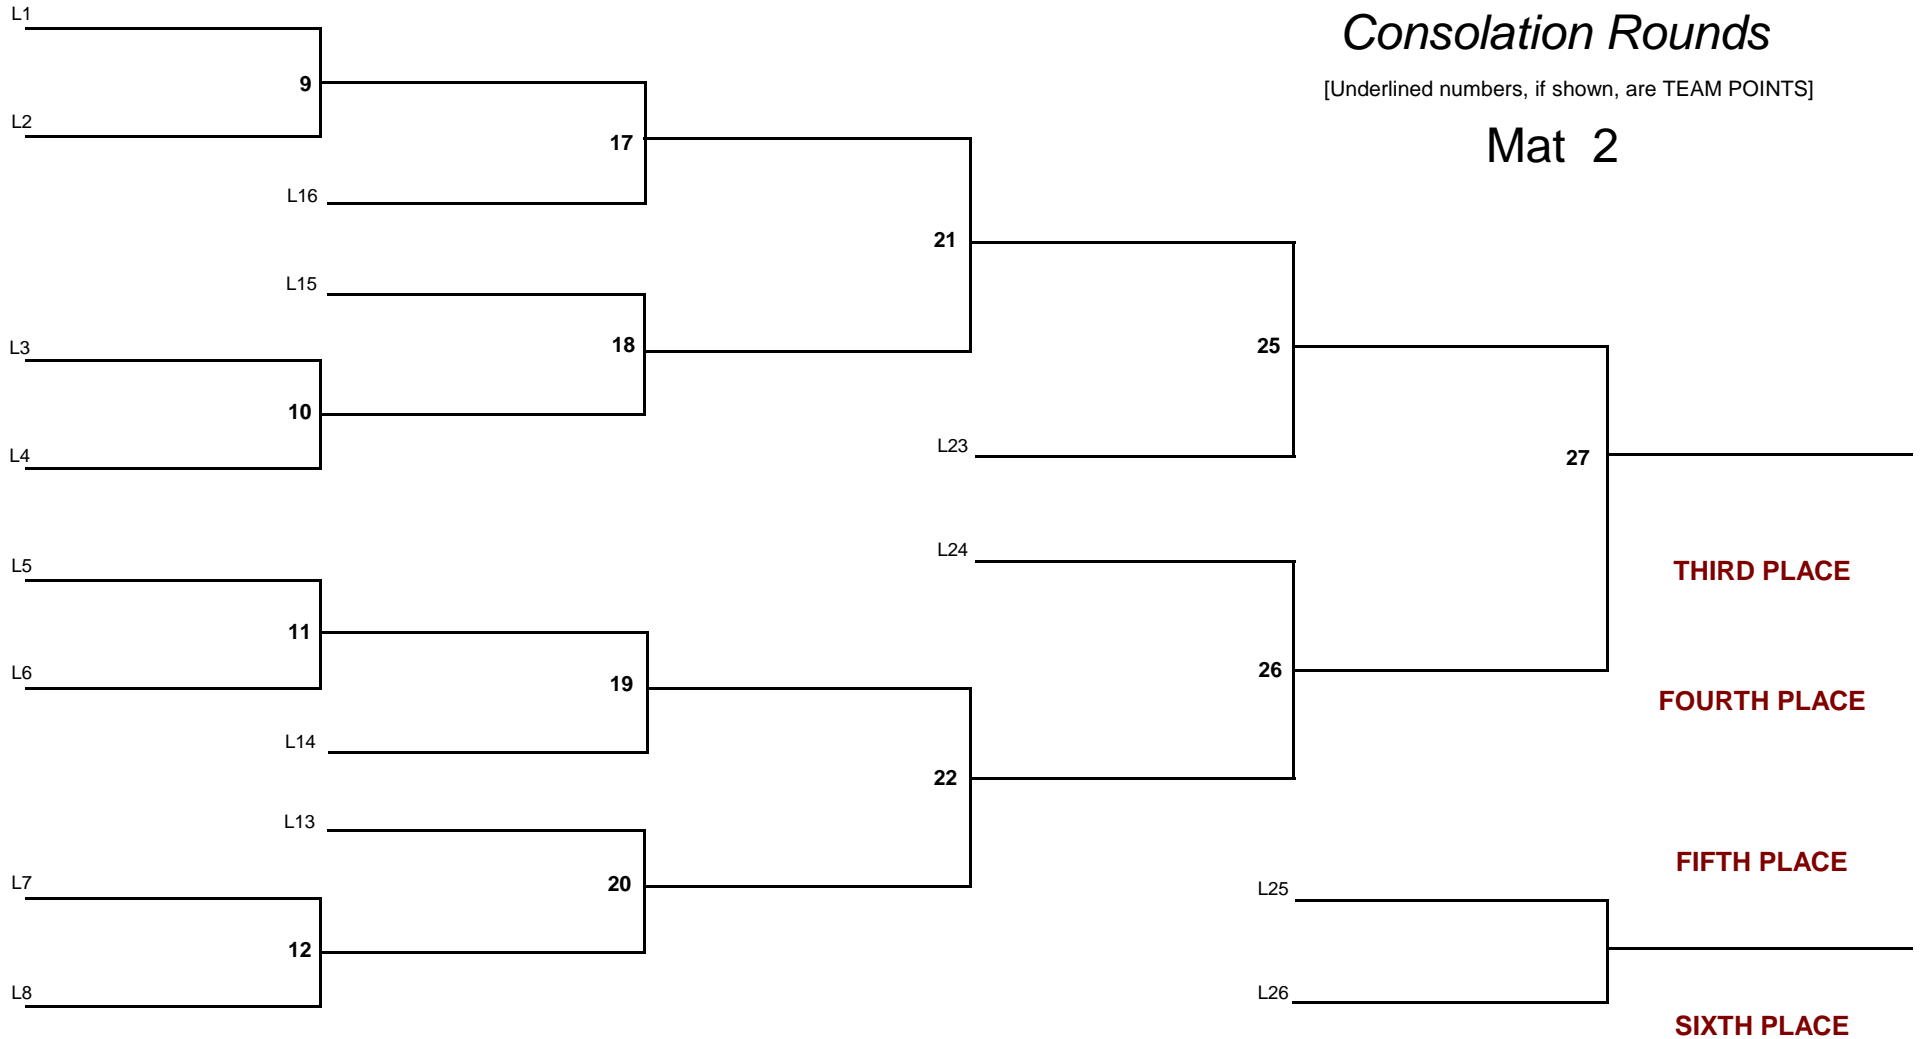 L1
Consolation Rounds
[Underlined numbers, if shown, are TEAM POINTS]
Mat 2
9
L2
17
L16
21
L15
L3
18
25
10
L4
L23
27
L24
L5
THIRD PLACE
11
L6
19
26
FOURTH PLACE
L14
22
L13
FIFTH PLACE
L7
20
L25
12
L8
L26
SIXTH PLACE